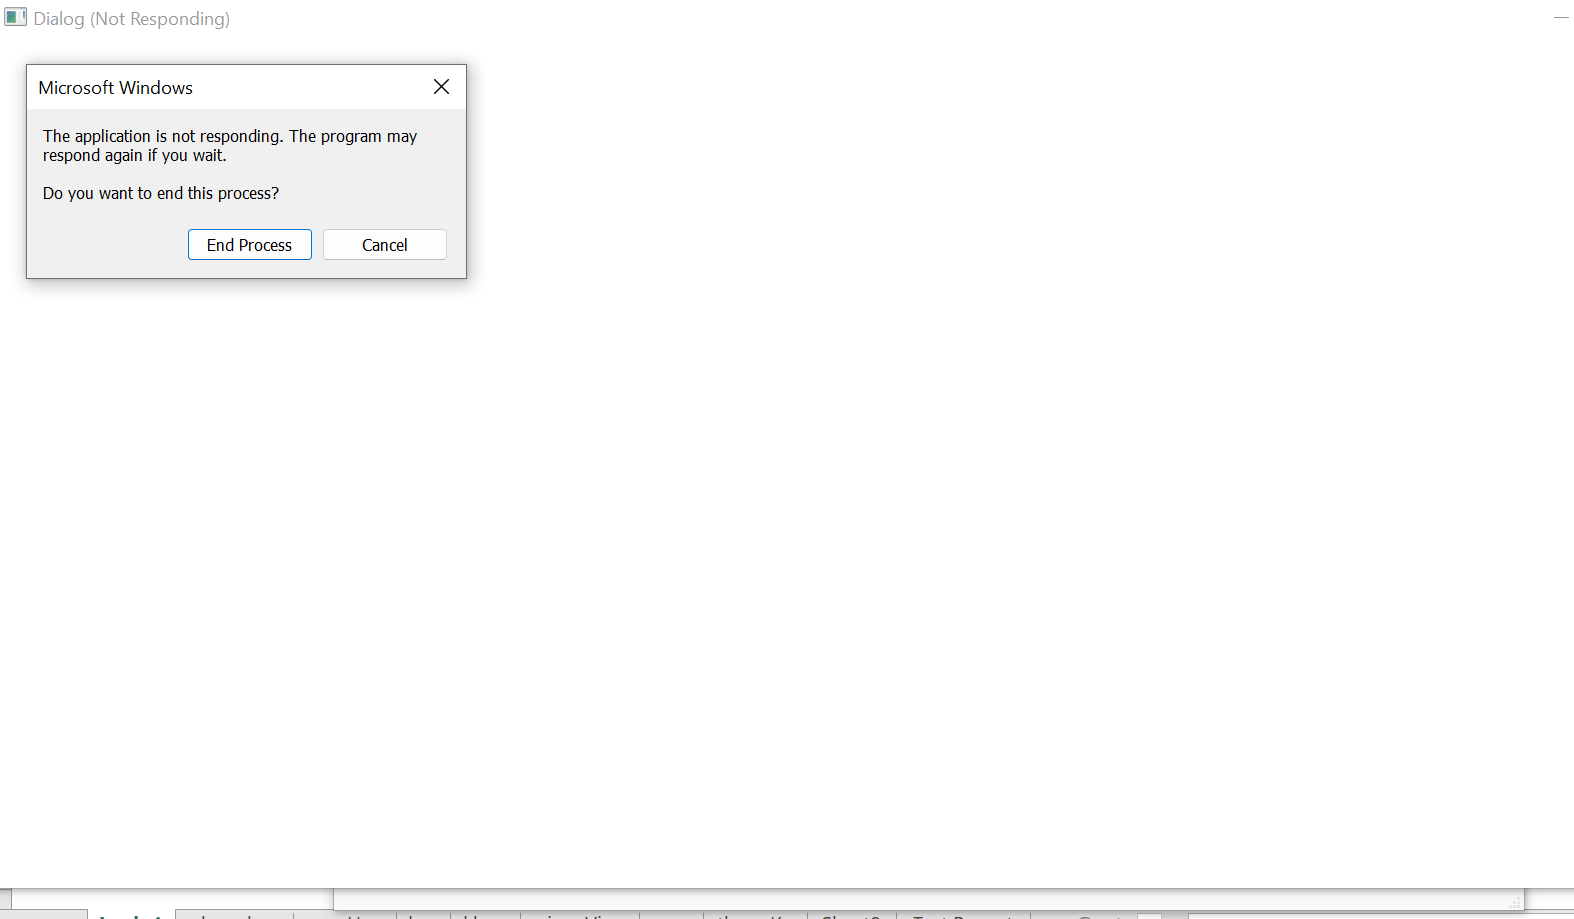 Dialog (Not Responding)
Microsoft Windows
The application is not responding. The program may
respond again if you wait.
Do you want to end this process?
End Process
Cancel